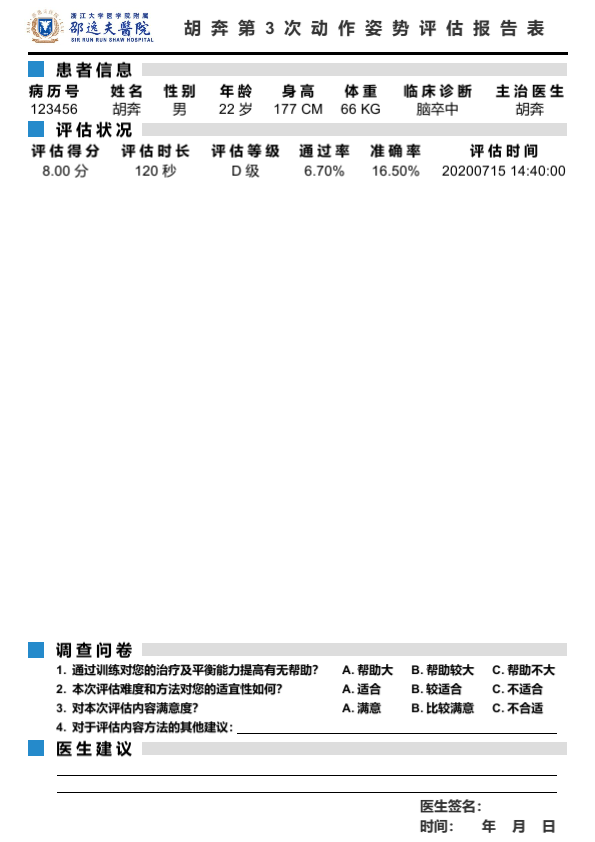 浙江大学医学院附属
邵逸夫醫院
SIR RUN RUN SHAW HOSPITAL
胡奔第3次动作姿势评估报告表
患者信息
病历号 姓名 性别 年龄 身高 体重 临床诊断 主治医生
123456 胡奔 男 22 岁 177 CM 66 KG 脑卒中 胡奔
评估状况
评估得分 评估时长 评估等级 通过率 准确率 评估时间
8.00 分 120 秒 D 级 6.70% 16.50% 20200715 14:40:00
调查问卷
1. 通过训练对您的治疗及平衡能力提高有无帮助? A. 帮助大 B. 帮助较大 C. 帮助不大
2. 本次评估难度和方法对您的适宜性如何? A. 适合 B. 较适合 C. 不适合
3. 对本次评估内容满意度? A. 满意 B. 比较满意 C. 不合适
4. 对于评估内容方法的其他建议:
医生建议
医生签名:
时间: 年 月 日